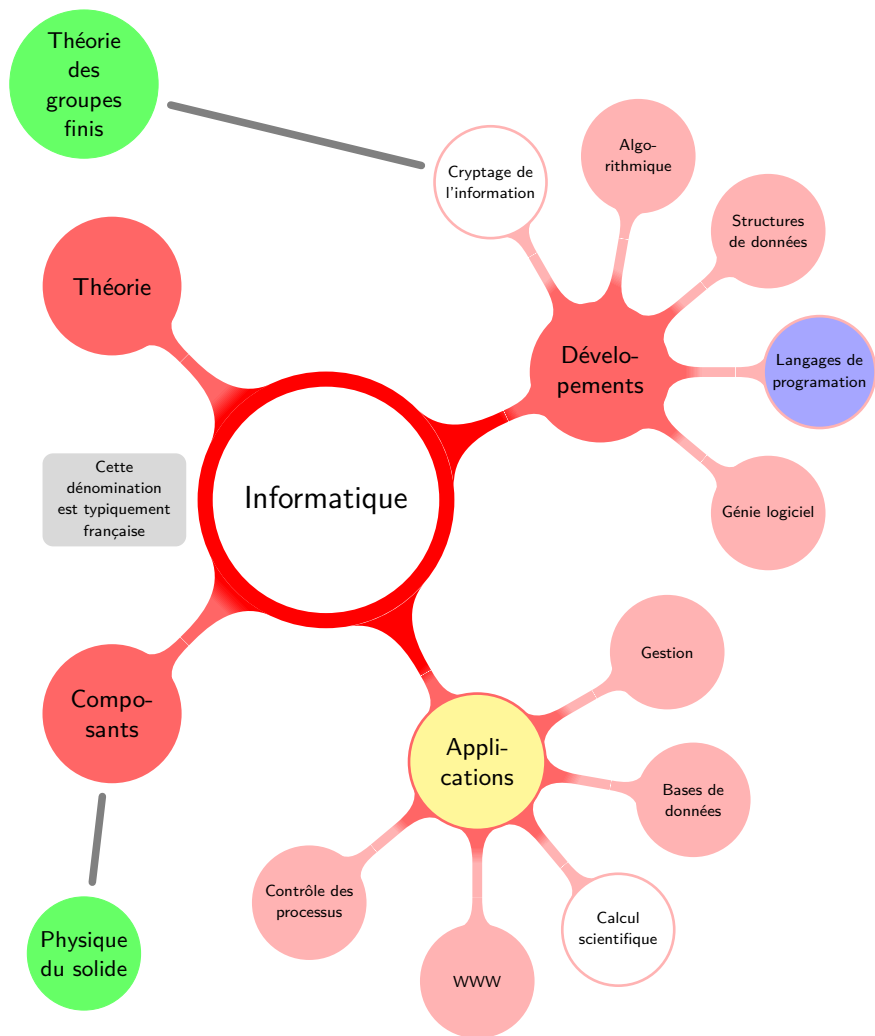 Théorie
des
groupes
finis
Cryptage de
l'information
Algo-
rithmique
Structures
de données
Théorie
Dévelo-
pements
Langages de
programation
Cette
dénomination
est typiquement
française
Informatique
Génie logiciel
Compo-
sants
Gestion
Appli-
cations
Bases de
données
Contrôle des
processus
Calcul
scientifique
Physique
du solide
WWW